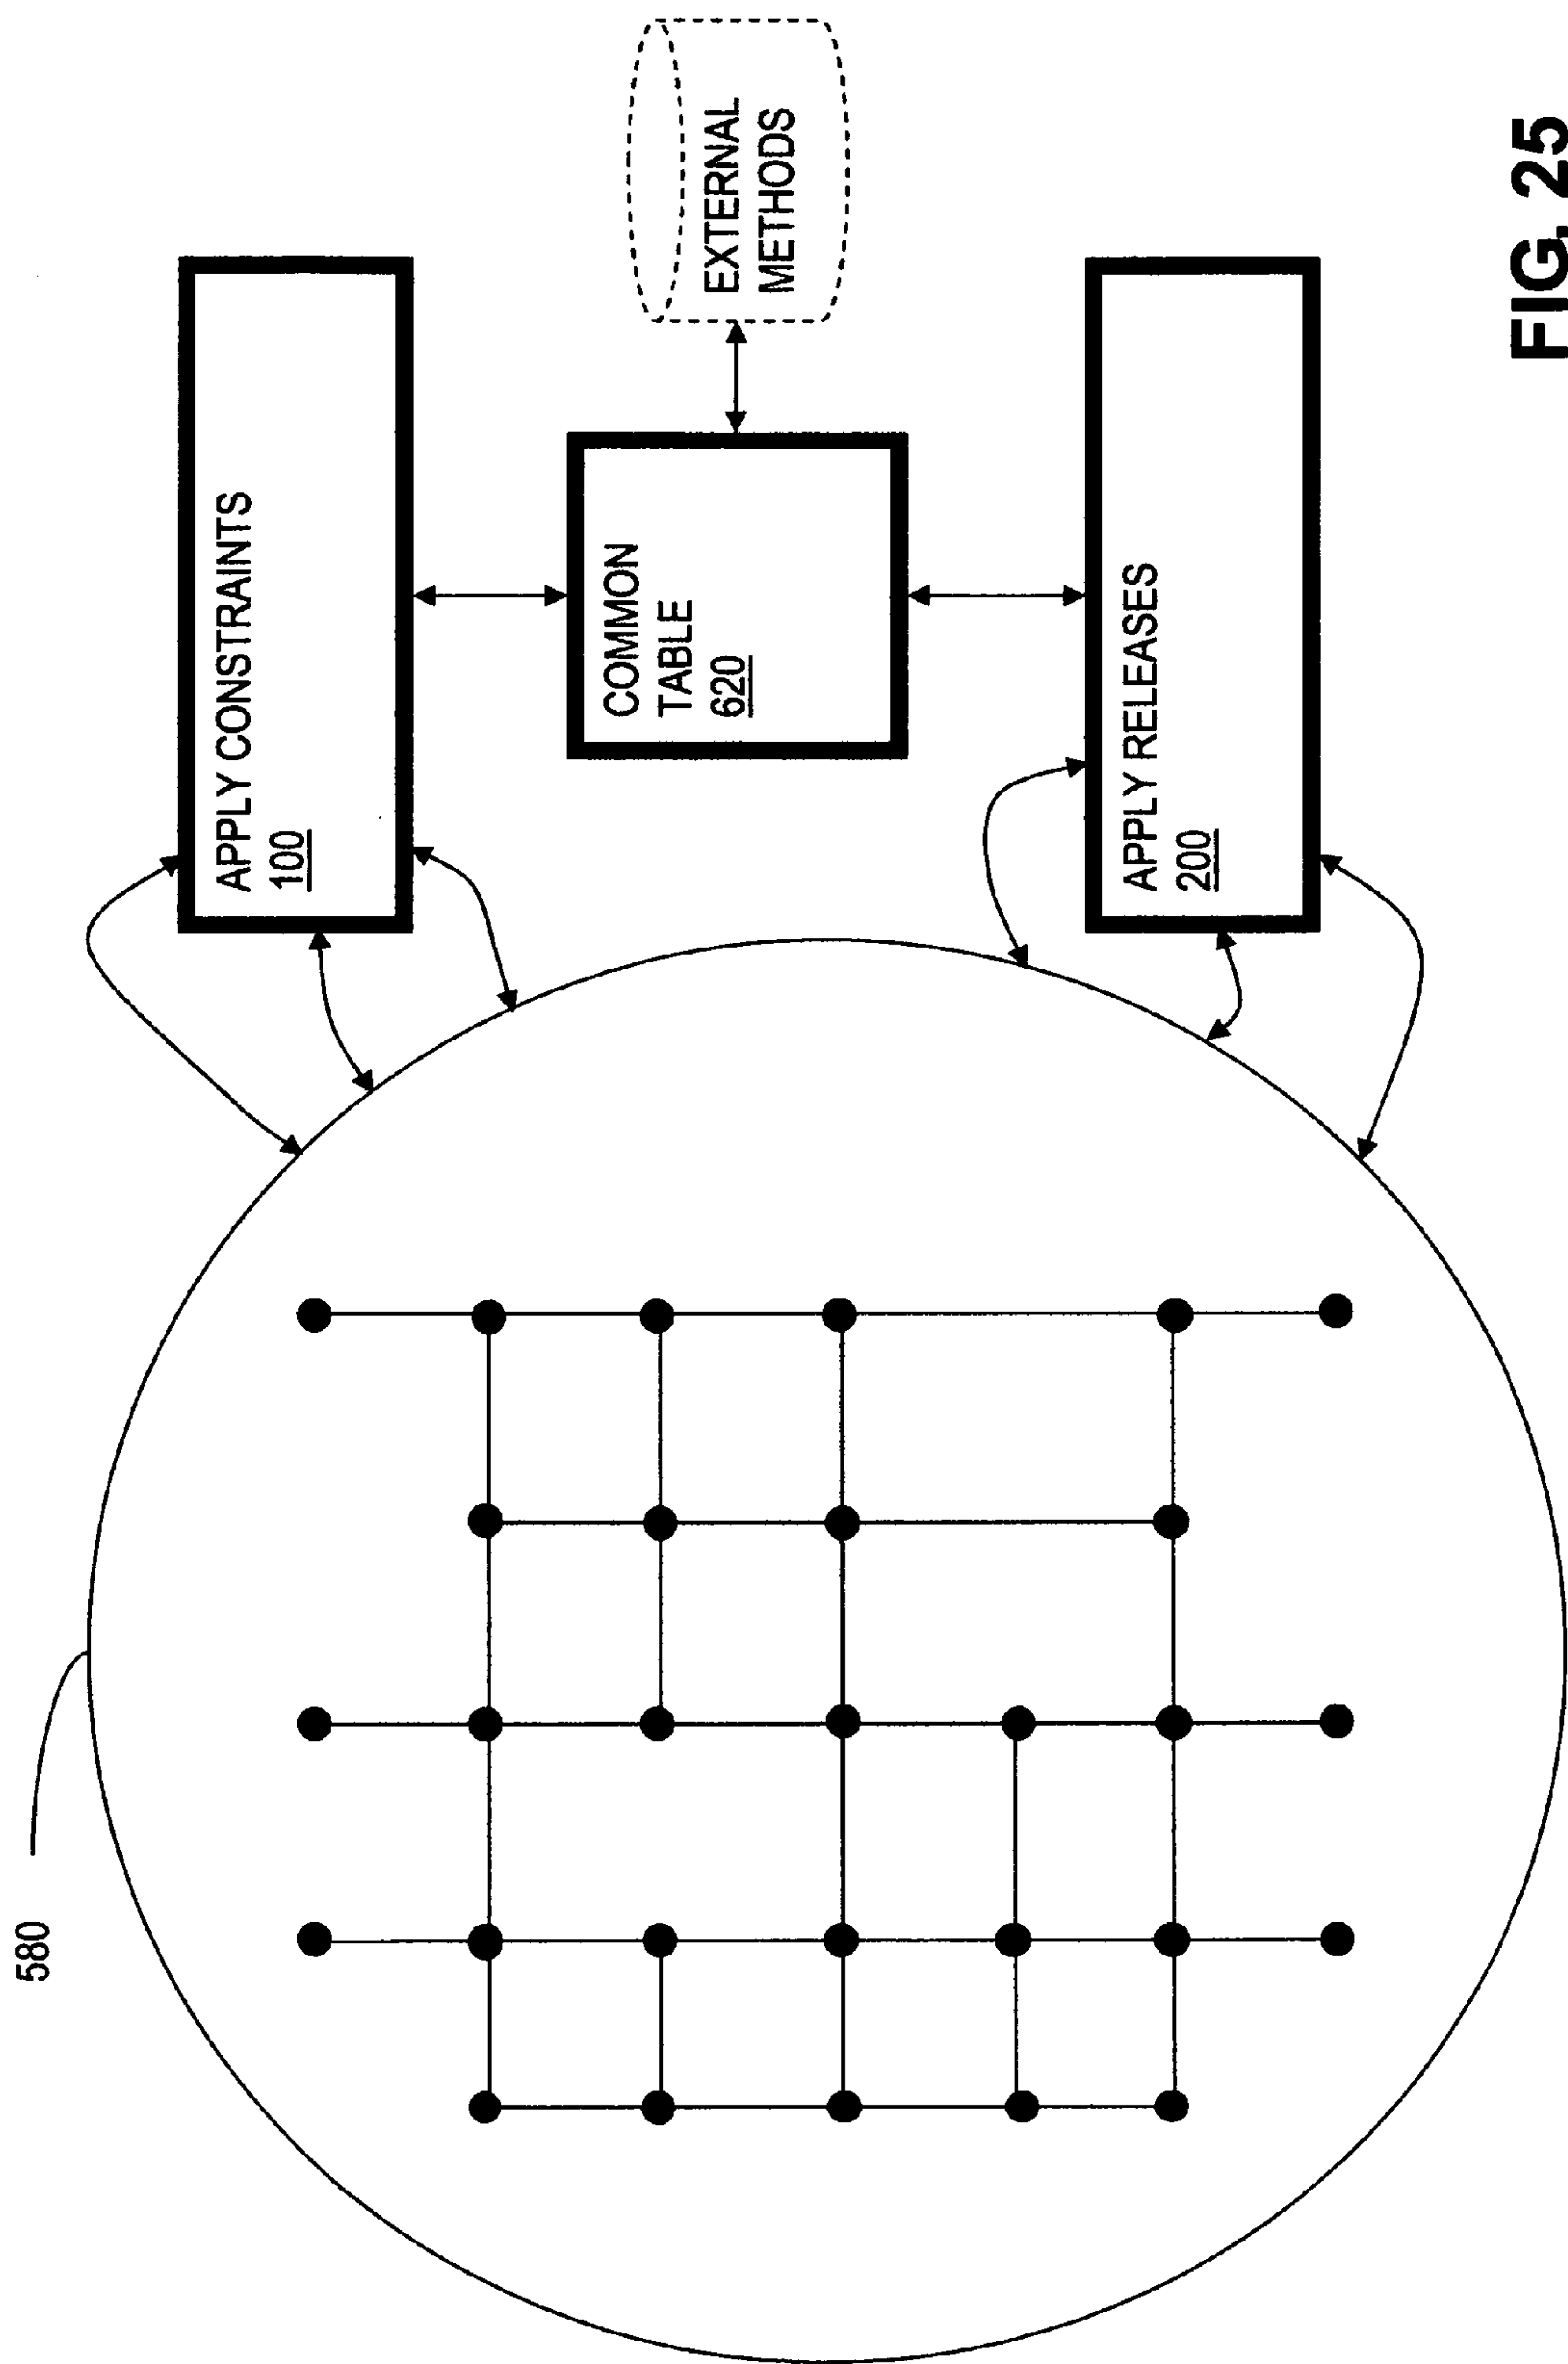 580
APPLY CONSTRAINTS
100
COMMON
TABLE
620
EXTERNAL
METHODS
APPLY RELEASES
200
FIG. 25